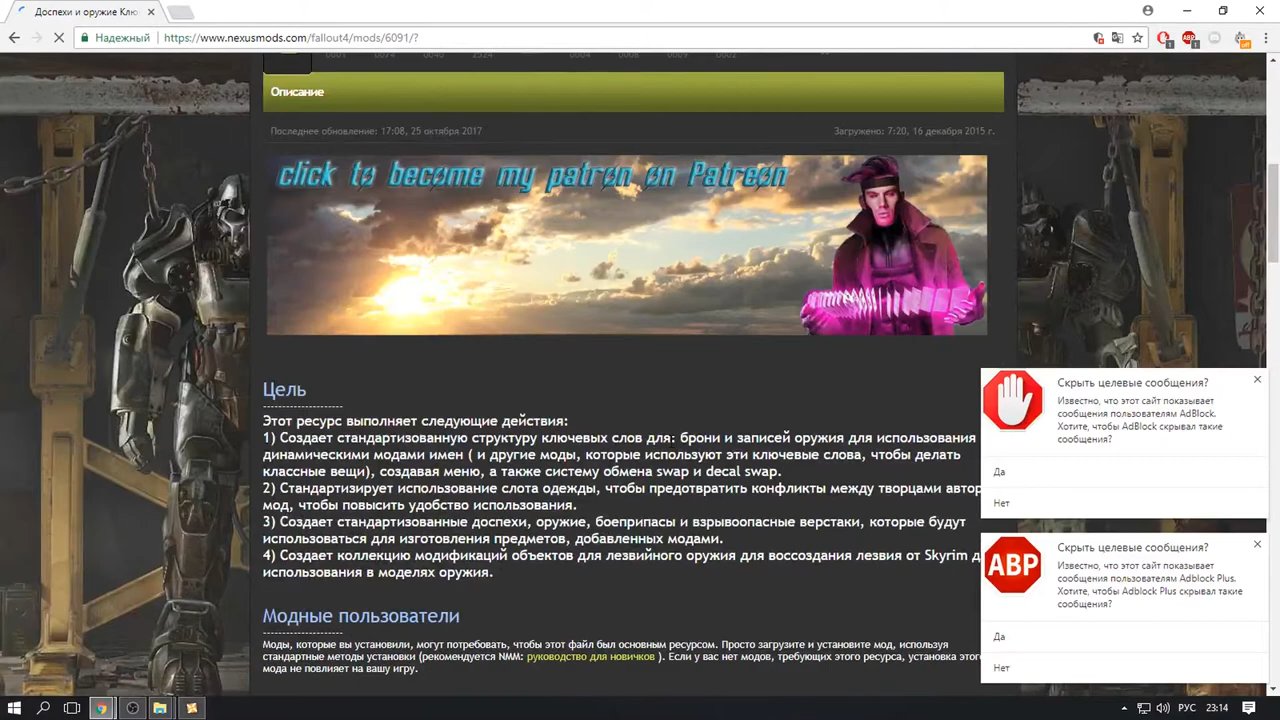 Доспехи и оружие Клю
Надежный
https://www.nexusmods.com/fallout4/mods/6091/?
Описание
Последнее обновление: 17:08, 25 октября 2017
Загружено: 7:20, 16 декабря 2015 г.
click to become my patron on Patreon
Цель
Этот ресурс выполняет следующие действия:
1) Создает стандартизованную структуру ключевых слов для: брони и записей оружия для использования
динамическими модами имен ( и другие моды, которые используют эти ключевые слова, чтобы делать
классные вещи), создавая меню, а также систему обмена swap и decal swap.
2) Стандартизирует использование слота одежды, чтобы предотвратить конфликты между творцами автор
мод, чтобы повысить удобство использования.
3) Создает стандартизованные доспехи, оружие, боеприпасы и взрывоопасные верстаки, которые будут
использоваться для изготовления предметов, добавленных модами.
4) Создает коллекцию модификаций объектов для лезвийного оружия для воссоздания лезвия от Skyrim д
использования в моделях оружия.
Модные пользователи
Моды, которые вы установили, могут потребовать, чтобы этот файл был основным ресурсом. Просто загрузите и установите мод, используя
стандартные методы установки (рекомендуется NMM: руководство для новичков ). Если у вас нет модов, требующих этого ресурса, установка этог
мода не повлияет на вашу игру.
Скрыть целевые сообщения?
Известно, что этот сайт показывает
сообщения пользователям AdBlock.
Хотите, чтобы AdBlock скрывал такие
сообщения?
Да
Нет
ABP
Скрыть целевые сообщения?
Известно, что этот сайт показывает
сообщения пользователям Adblock Plus.
Хотите, чтобы Adblock Plus скрывал такие
сообщения?
Да
Нет
РУС
23:14